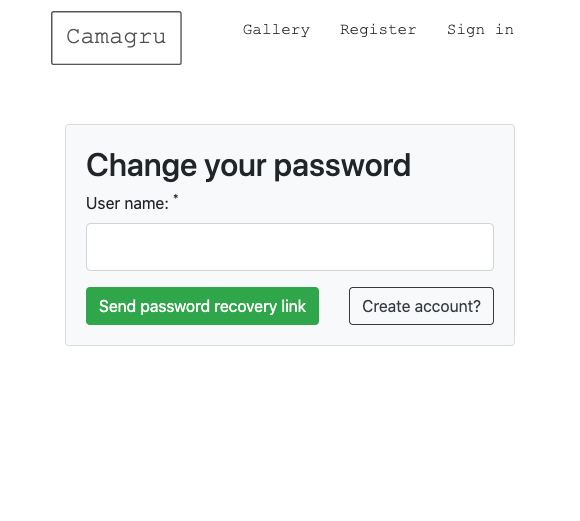 Camagru
Gallery Register Sign in
Change your password
User name: *
Send password recovery link
Create account?